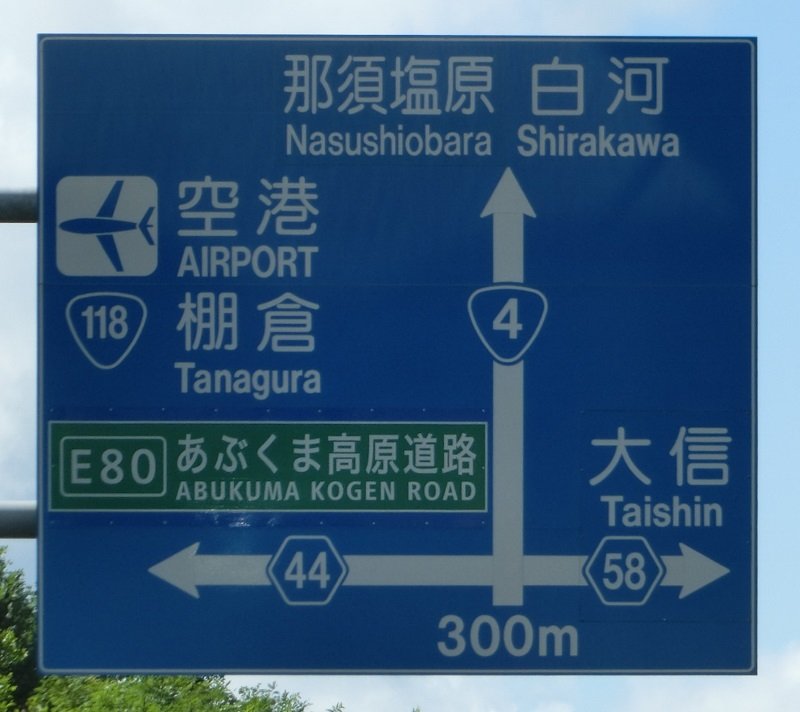 那須塩原 白河
Nasushiobara Shirakawa
空港
AIRPORT
118 棚倉
Tanagura
4
E80 あぶくま高原道路
ABUKUMA KOGEN ROAD
大信
Taishin
44
58
300m